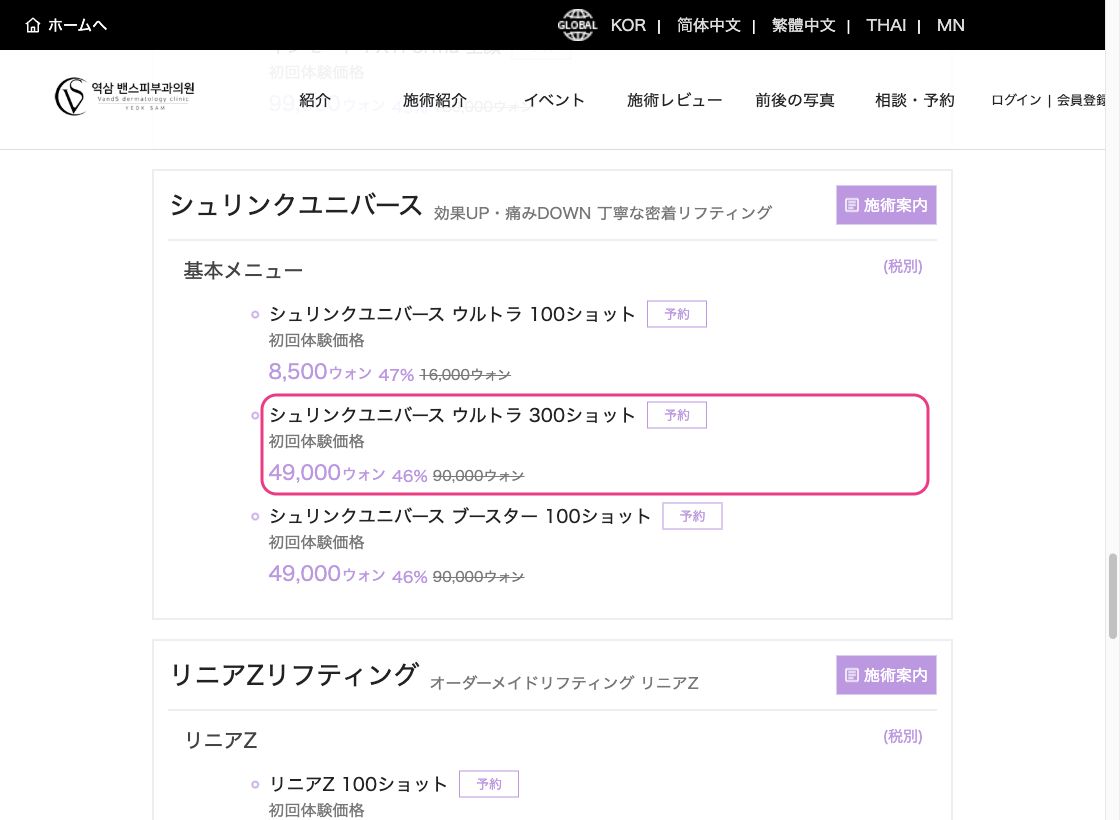 ホームへ
GLOBAL KOR | 简体中文 | 繁體中文 | THAI | MN
初回体験価格
역삼 밴스피부과의원
VandS dermatology clinic
YEOK SAM
紹介 施術紹介 イベント 施術レビュー 前後の写真 相談・予約 ログイン | 会員登録
シュリンクユニバース 効果UP・痛みDOWN 丁寧な密着リフティング 施術案内
基本メニュー (税別)
シュリンクユニバース ウルトラ 100ショット 予約
初回体験価格
8,500ウォン 47% 16,000ウォン
シュリンクユニバース ウルトラ 300ショット 予約
初回体験価格
49,000ウォン 46% 90,000ウォン
シュリンクユニバース ブースター 100ショット 予約
初回体験価格
49,000ウォン 46% 90,000ウォン
リニアZリフティング オーダーメイドリフティング リニアZ 施術案内
リニアZ (税別)
リニアZ 100ショット 予約
初回体験価格